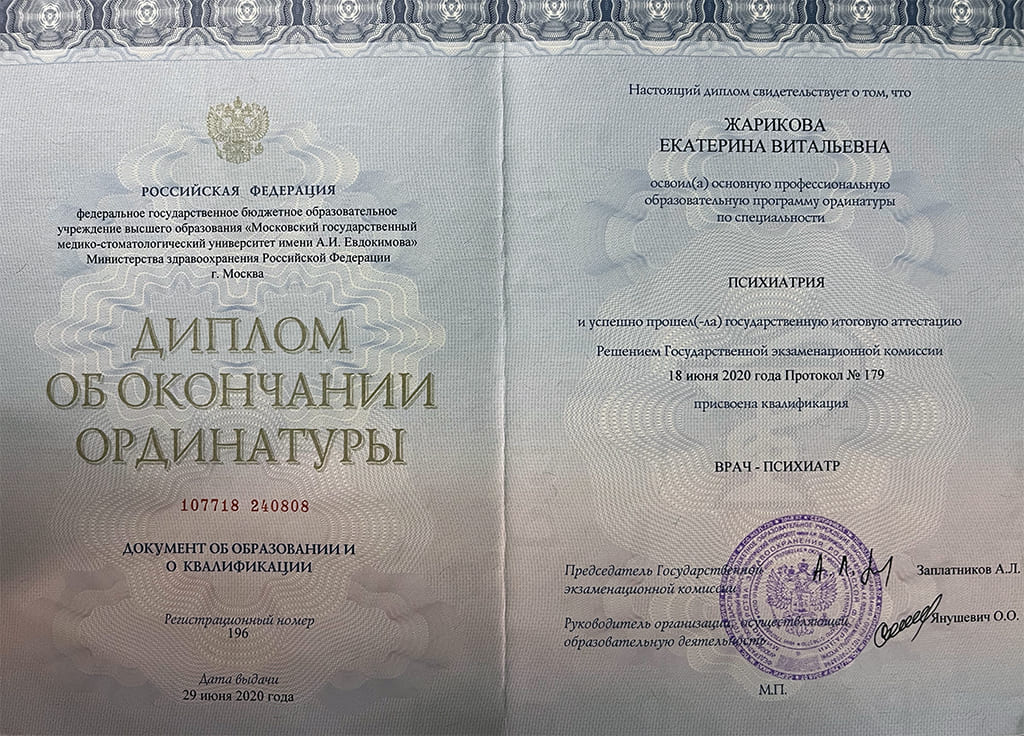 РОССИЙСКАЯ ФЕДЕРАЦИЯ
федеральное государственное бюджетное образовательное
учреждение высшего образования «Московский государственный
медико-стоматологический университет имени А.И. Евдокимова»
Министерства здравоохранения Российской Федерации
г. Москва
ДИПЛОМ
ОБ ОКОНЧАНИИ
ОРДИНАТУРЫ
107718 240808
ДОКУМЕНТ ОБ ОБРАЗОВАНИИ И
О КВАЛИФИКАЦИИ
Регистрационный номер
196
Дата выдачи
29 июня 2020 года
Настоящий диплом свидетельствует о том, что
ЖАРИКОВА
ЕКАТЕРИНА ВИТАЛЬЕВНА
освоил(а) основную профессиональную
образовательную программу ординатуры
по специальности
ПСИХИАТРИЯ
и успешно прошел(-ла) государственную итоговую аттестацию
Решением Государственной экзаменационной комиссии
18 июня 2020 года Протокол № 179
присвоена квалификация
ВРАЧ - ПСИХИАТР
Председатель Государственной
экзаменационной комиссии
Заплатников А.Л.
Руководитель организации, осуществляющей
образовательную деятельность
Янушевич О.О.
М.П.